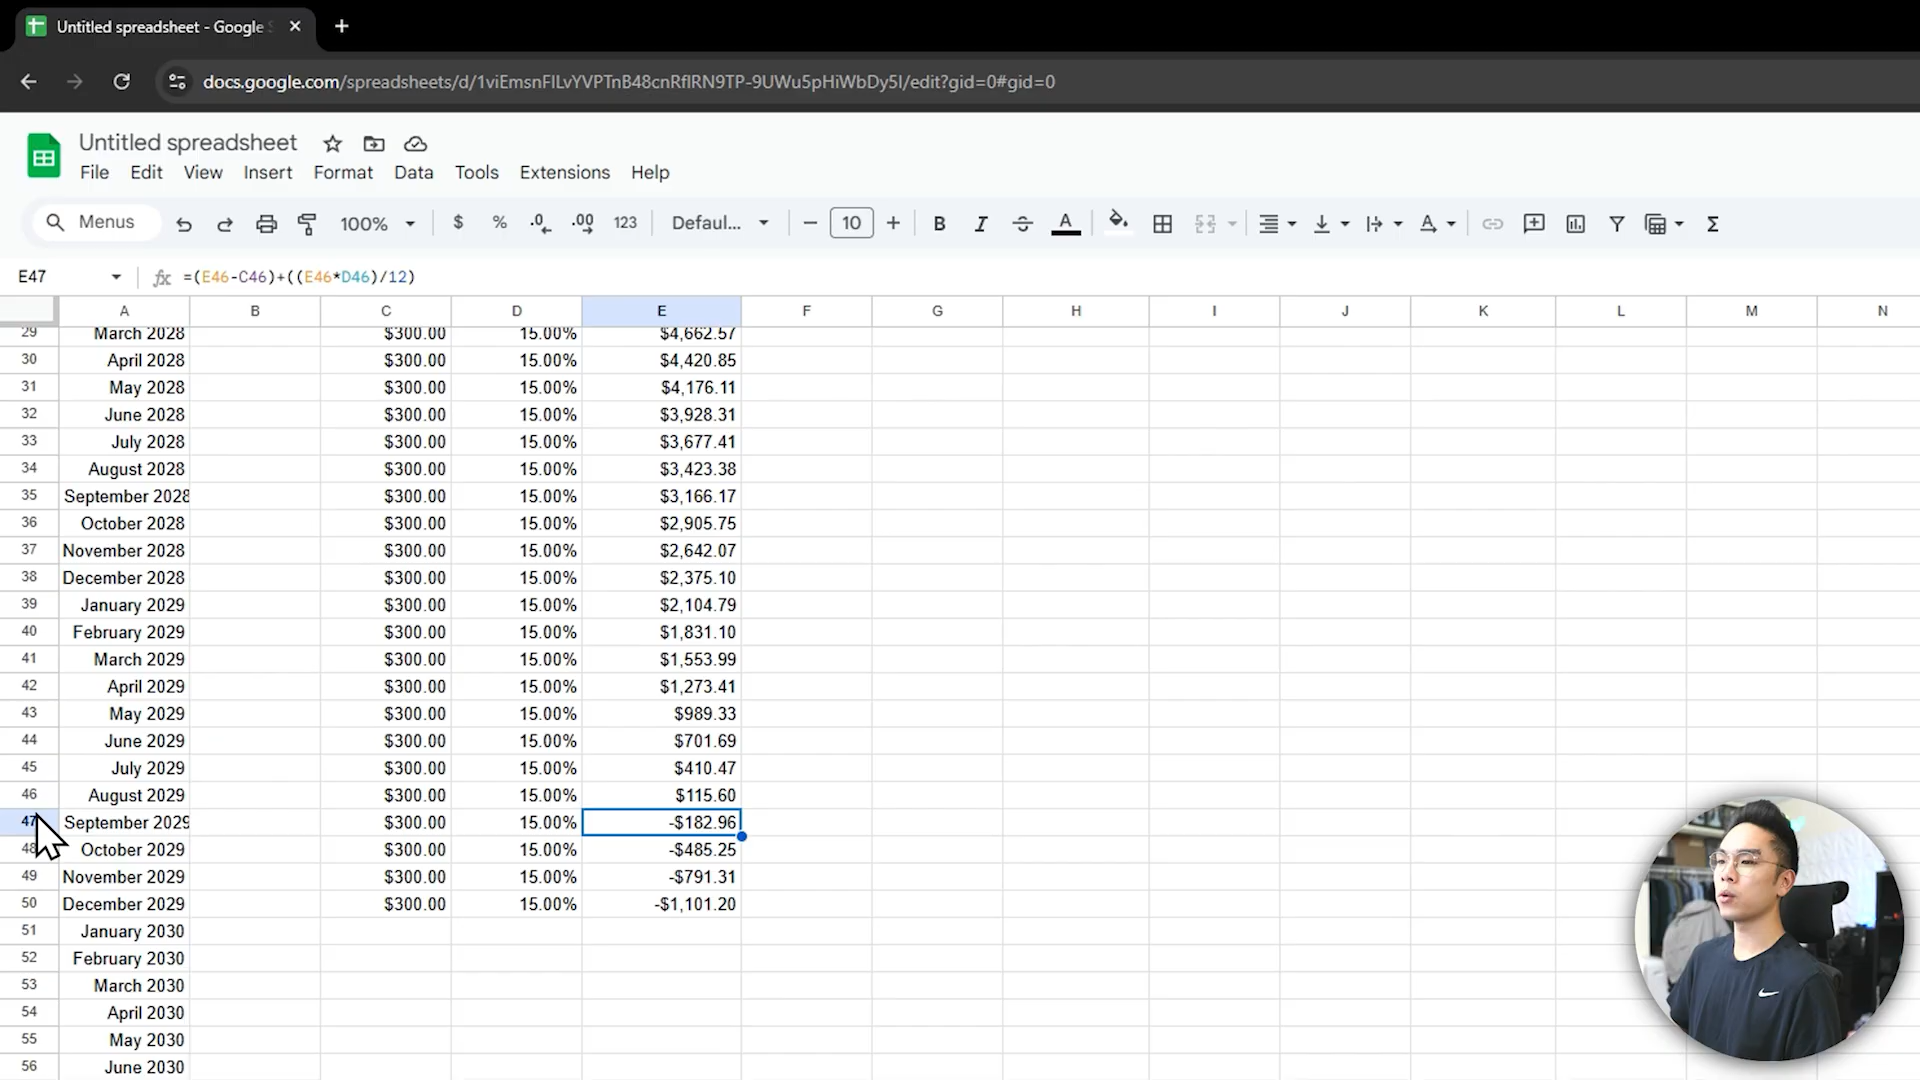 Untitled spreadsheet - Google S
docs.google.com/spreadsheets/d/1viEmsnFILvYVPTnB48cnRflRN9TP-9UWu5pHiWbDy5I/edit?gid=0#gid=0
Untitled spreadsheet
File Edit View Insert Format Data Tools Extensions Help
Menus 100% $ % .0 .00 123 Defaul... 10 B I A Σ
E47 fx =(E46-C46)+((E46*D46)/12)
A B C D E F G H I J K L M N
29 March 2028 $300.00 15.00% $4,662.57
30 April 2028 $300.00 15.00% $4,420.85
31 May 2028 $300.00 15.00% $4,176.11
32 June 2028 $300.00 15.00% $3,928.31
33 July 2028 $300.00 15.00% $3,677.41
34 August 2028 $300.00 15.00% $3,423.38
35 September 2028 $300.00 15.00% $3,166.17
36 October 2028 $300.00 15.00% $2,905.75
37 November 2028 $300.00 15.00% $2,642.07
38 December 2028 $300.00 15.00% $2,375.10
39 January 2029 $300.00 15.00% $2,104.79
40 February 2029 $300.00 15.00% $1,831.10
41 March 2029 $300.00 15.00% $1,553.99
42 April 2029 $300.00 15.00% $1,273.41
43 May 2029 $300.00 15.00% $989.33
44 June 2029 $300.00 15.00% $701.69
45 July 2029 $300.00 15.00% $410.47
46 August 2029 $300.00 15.00% $115.60
47 September 2029 $300.00 15.00% -$182.96
48 October 2029 $300.00 15.00% -$485.25
49 November 2029 $300.00 15.00% -$791.31
50 December 2029 $300.00 15.00% -$1,101.20
51 January 2030
52 February 2030
53 March 2030
54 April 2030
55 May 2030
56 June 2030